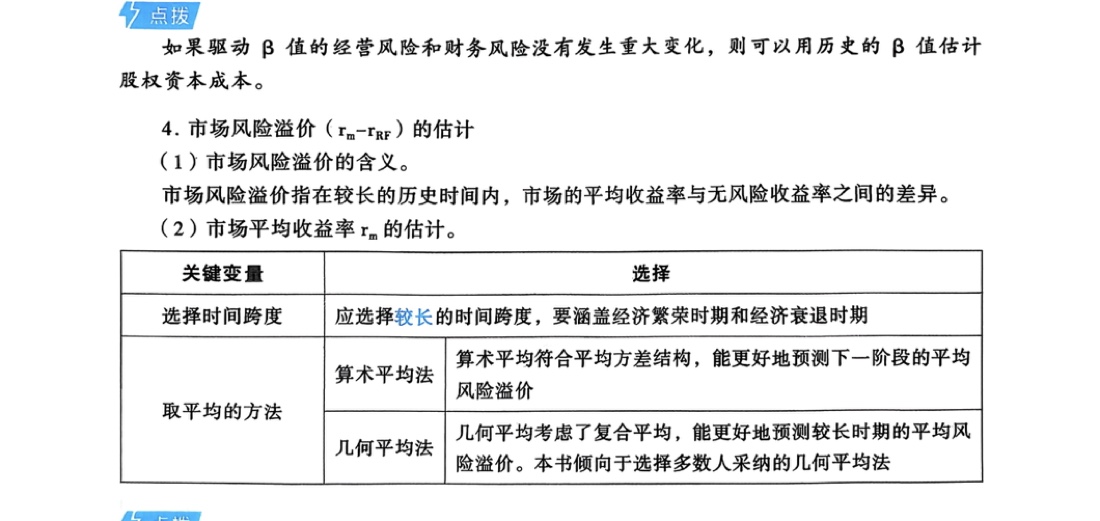 点拨
如果驱动 β 值的经营风险和财务风险没有发生重大变化，则可以用历史的 β 值估计
股权资本成本。
4. 市场风险溢价（rm-rRF）的估计
（1）市场风险溢价的含义。
市场风险溢价指在较长的历史时间内，市场的平均收益率与无风险收益率之间的差异。
（2）市场平均收益率 rm 的估计。
关键变量 选择
选择时间跨度 应选择较长的时间跨度，要涵盖经济繁荣时期和经济衰退时期
取平均的方法
算术平均法
算术平均符合平均方差结构，能更好地预测下一阶段的平均
风险溢价
几何平均法
几何平均考虑了复合平均，能更好地预测较长时期的平均风
险溢价。本书倾向于选择多数人采纳的几何平均法